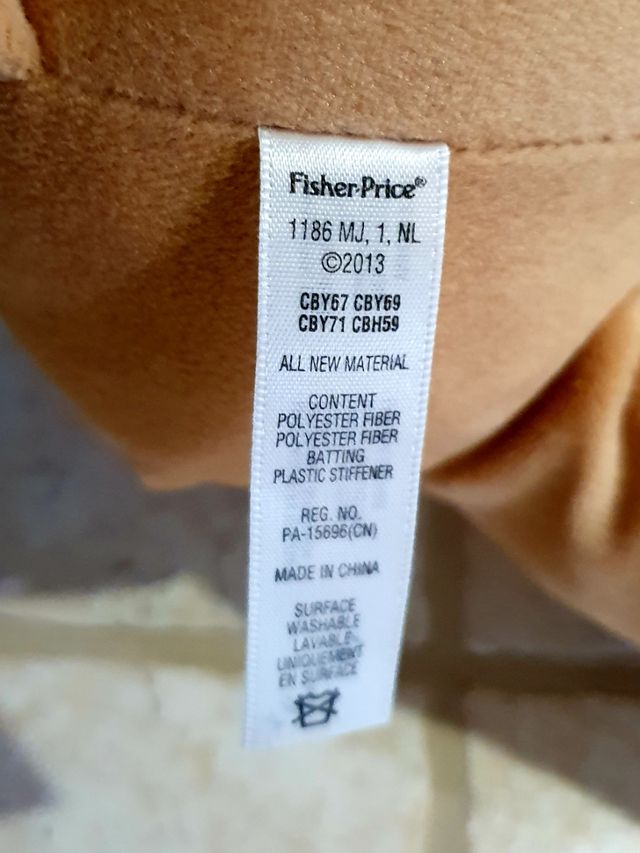 Fisher-Price®
1186 MJ, 1, NL
©2013
CBY67 CBY69
CBY71 CBH59
ALL NEW MATERIAL
CONTENT
POLYESTER FIBER
POLYESTER FIBER
BATTING
PLASTIC STIFFENER
REG. NO.
PA-15696(CN)
MADE IN CHINA
SURFACE
WASHABLE
LAVABLE
UNIQUEMENT
EN SURFACE